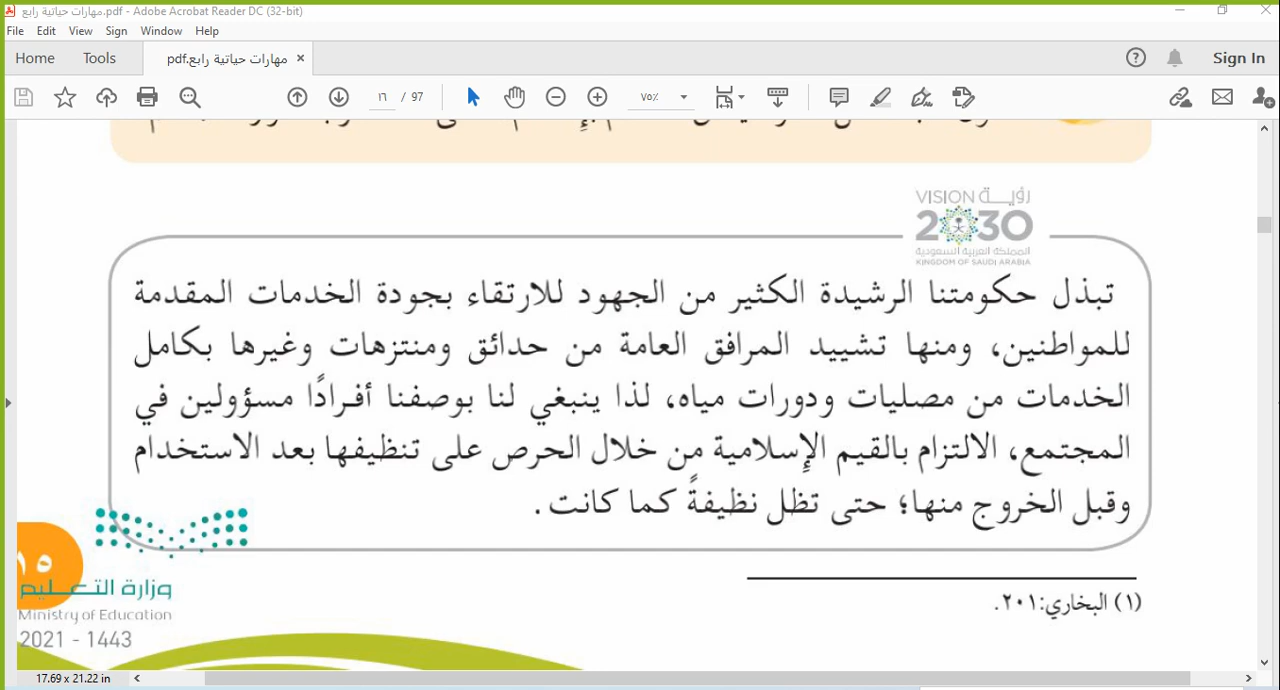 مهارات حياتية رابع.pdf - Adobe Acrobat Reader DC (32-bit)
File Edit View Sign Window Help
Home Tools مهارات حياتية رابع.pdf × Sign In
١٦ / 97 ٧٥٪
VISION رؤيـــة
2030
المملكة العربية السعودية
KINGDOM OF SAUDI ARABIA
تبذل حكومتنا الرشيدة الكثير من الجهود للارتقاء بجودة الخدمات المقدمة
للمواطنين، ومنها تشييد المرافق العامة من حدائق ومنتزهات وغيرها بكامل
الخدمات من مصليات ودورات مياه، لذا ينبغي لنا بوصفنا أفرادًا مسؤولين في
المجتمع، الالتزام بالقيم الإسلامية من خلال الحرص على تنظيفها بعد الاستخدام
وقبل الخروج منها؛ حتى تظل نظيفةً كما كانت.
١٥
وزارة التعـــليم
Ministry of Education
2021 - 1443
(١) البخاري:٢٠١.
17.69 x 21.22 in